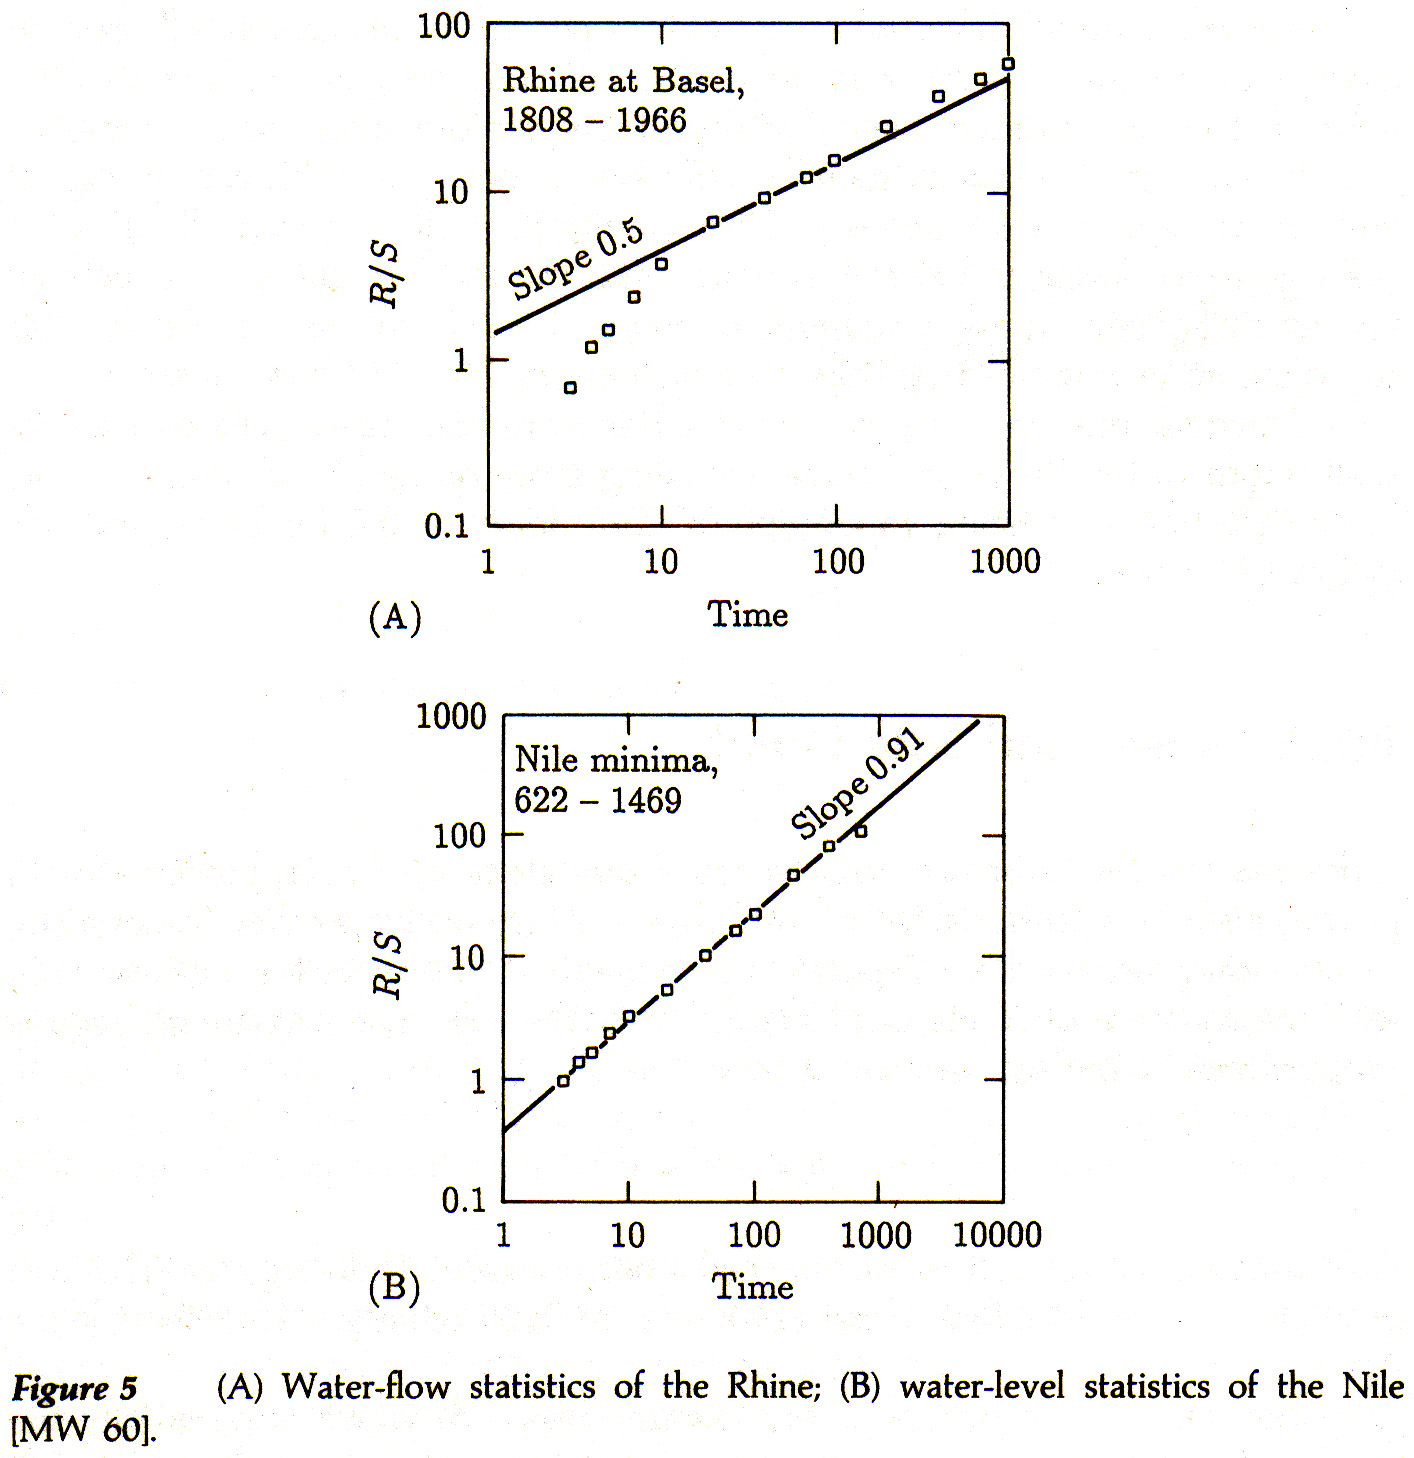 100
Rhine at Basel,
1808 – 1966
10
Slope 0.5
R/S
1
0.1
1 10 100 1000
(A) Time
1000
Nile minima,
622 – 1469
Slope 0.91
100
R/S
10
1
0.1
1 10 100 1000 10000
(B) Time
Figure 5 (A) Water-flow statistics of the Rhine; (B) water-level statistics of the Nile
[MW 60].